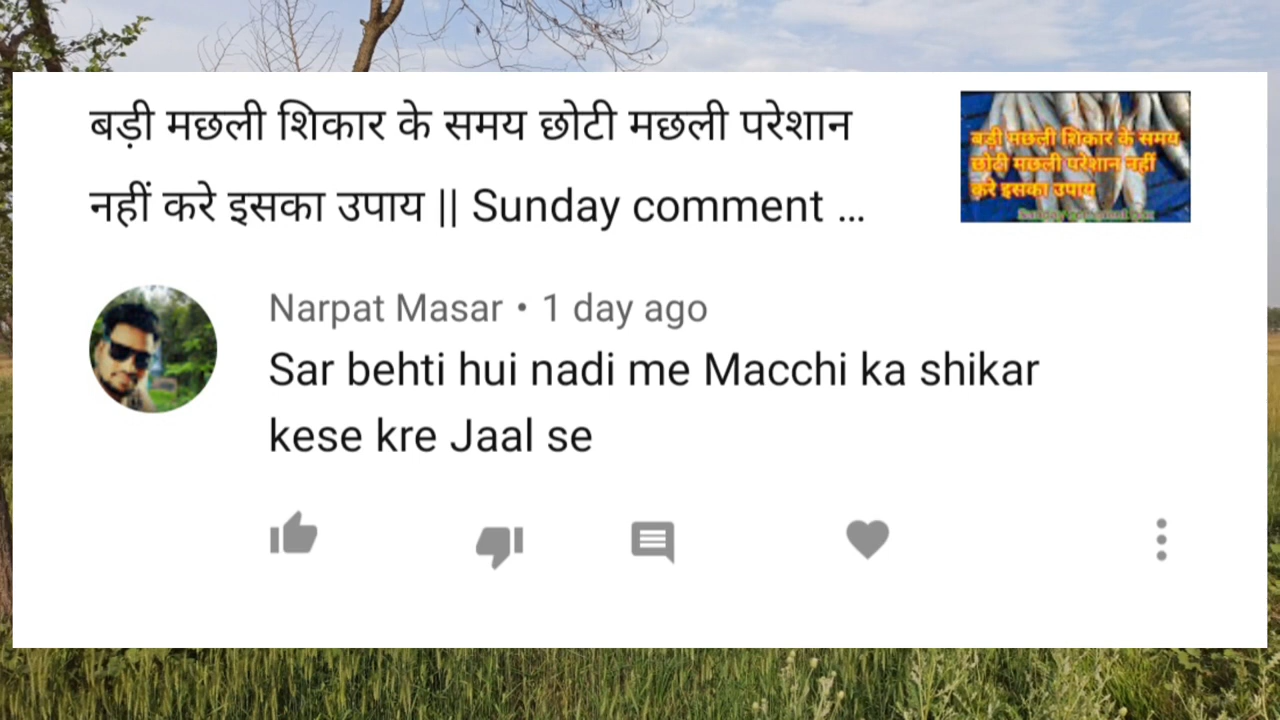 बड़ी मछली शिकार के समय छोटी मछली परेशान
नहीं करे इसका उपाय || Sunday comment ...
बड़ी मछली शिकार के समय
छोटी मछली परेशान नहीं
करे इसका उपाय
Narpat Masar • 1 day ago
Sar behti hui nadi me Macchi ka shikar
kese kre Jaal se